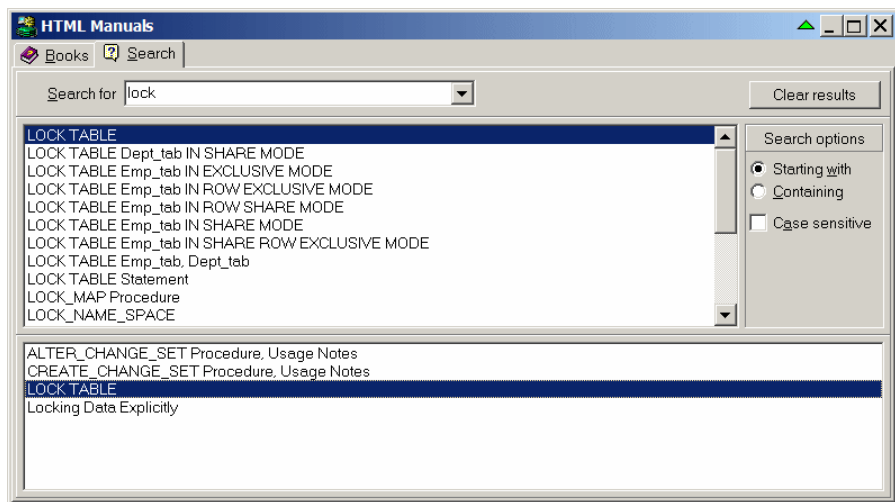 HTML Manuals
Books Search
Search for lock Clear results
LOCK TABLE
LOCK TABLE Dept_tab IN SHARE MODE
LOCK TABLE Emp_tab IN EXCLUSIVE MODE
LOCK TABLE Emp_tab IN ROW EXCLUSIVE MODE
LOCK TABLE Emp_tab IN ROW SHARE MODE
LOCK TABLE Emp_tab IN SHARE MODE
LOCK TABLE Emp_tab IN SHARE ROW EXCLUSIVE MODE
LOCK TABLE Emp_tab, Dept_tab
LOCK TABLE Statement
LOCK_MAP Procedure
LOCK_NAME_SPACE
Search options
Starting with
Containing
Case sensitive
ALTER_CHANGE_SET Procedure, Usage Notes
CREATE_CHANGE_SET Procedure, Usage Notes
LOCK TABLE
Locking Data Explicitly